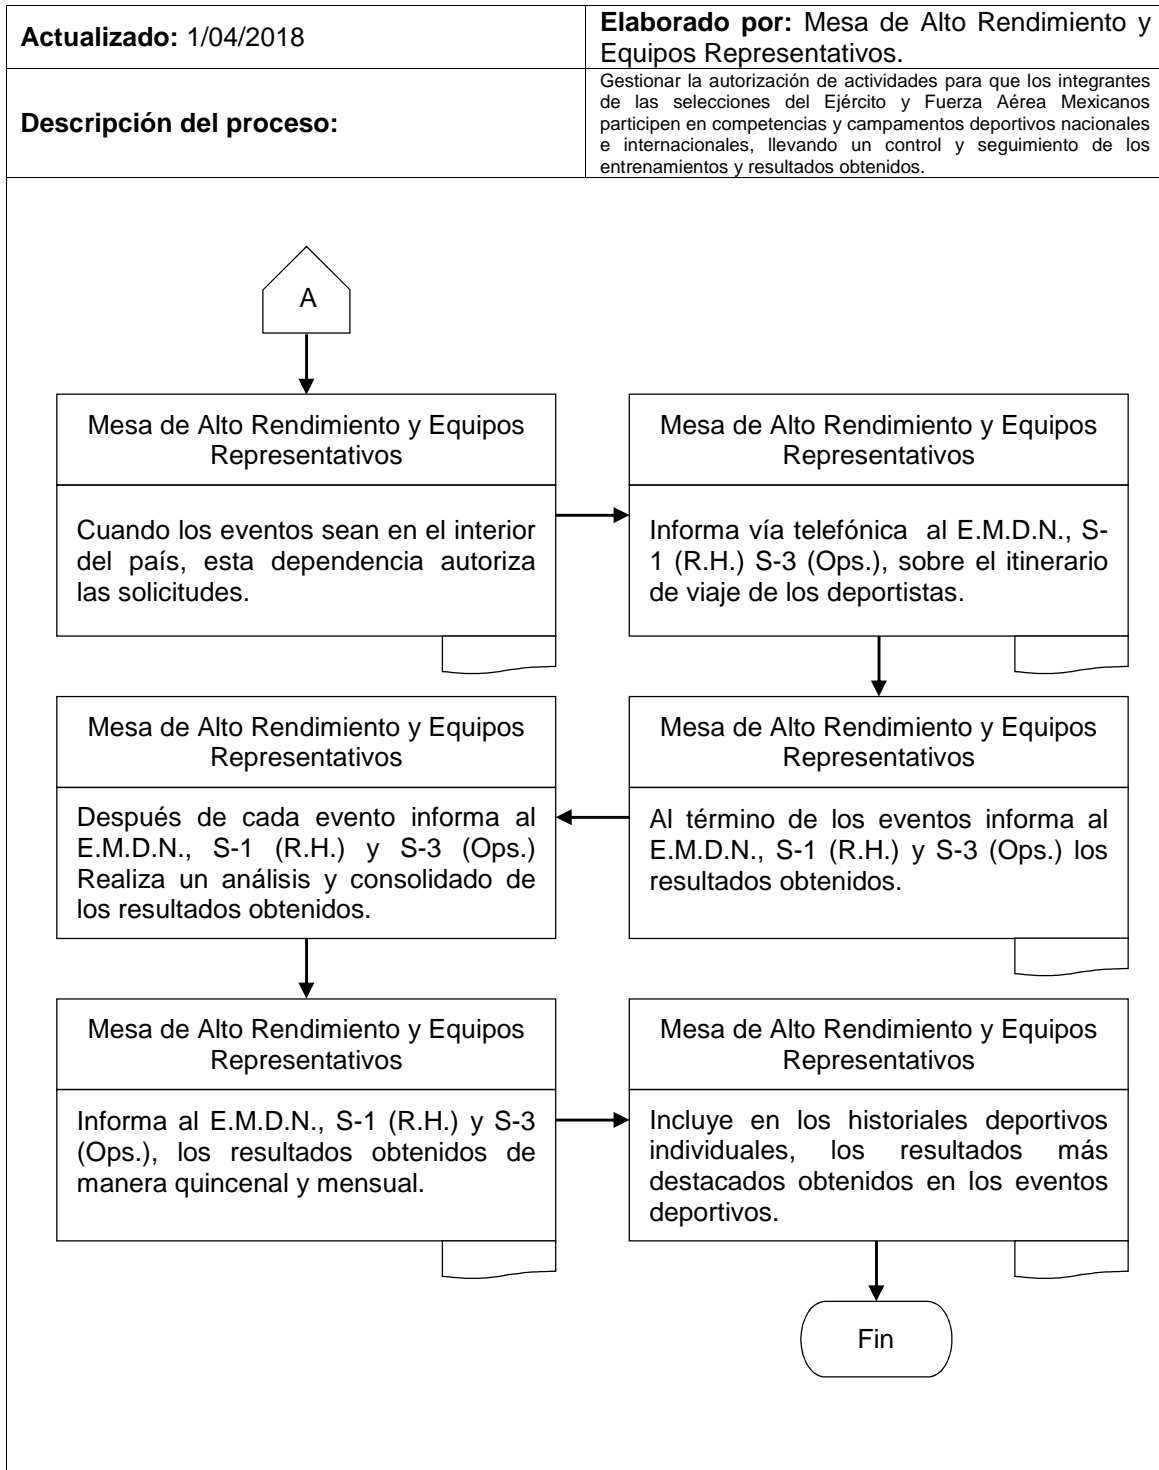 Actualizado: 1/04/2018
Elaborado por: Mesa de Alto Rendimiento y
Equipos Representativos.
Descripción del proceso:
Gestionar la autorización de actividades para que los integrantes
de las selecciones del Ejército y Fuerza Aérea Mexicanos
participen en competencias y campamentos deportivos nacionales
e internacionales, llevando un control y seguimiento de los
entrenamientos y resultados obtenidos.
A
Mesa de Alto Rendimiento y Equipos
Representativos
Cuando los eventos sean en el interior
del país, esta dependencia autoriza
las solicitudes.
Mesa de Alto Rendimiento y Equipos
Representativos
Informa vía telefónica al E.M.D.N., S-
1 (R.H.) S-3 (Ops.), sobre el itinerario
de viaje de los deportistas.
Mesa de Alto Rendimiento y Equipos
Representativos
Al término de los eventos informa al
E.M.D.N., S-1 (R.H.) y S-3 (Ops.) los
resultados obtenidos.
Mesa de Alto Rendimiento y Equipos
Representativos
Después de cada evento informa al
E.M.D.N., S-1 (R.H.) y S-3 (Ops.)
Realiza un análisis y consolidado de
los resultados obtenidos.
Mesa de Alto Rendimiento y Equipos
Representativos
Informa al E.M.D.N., S-1 (R.H.) y S-3
(Ops.), los resultados obtenidos de
manera quincenal y mensual.
Mesa de Alto Rendimiento y Equipos
Representativos
Incluye en los historiales deportivos
individuales, los resultados más
destacados obtenidos en los eventos
deportivos.
Fin